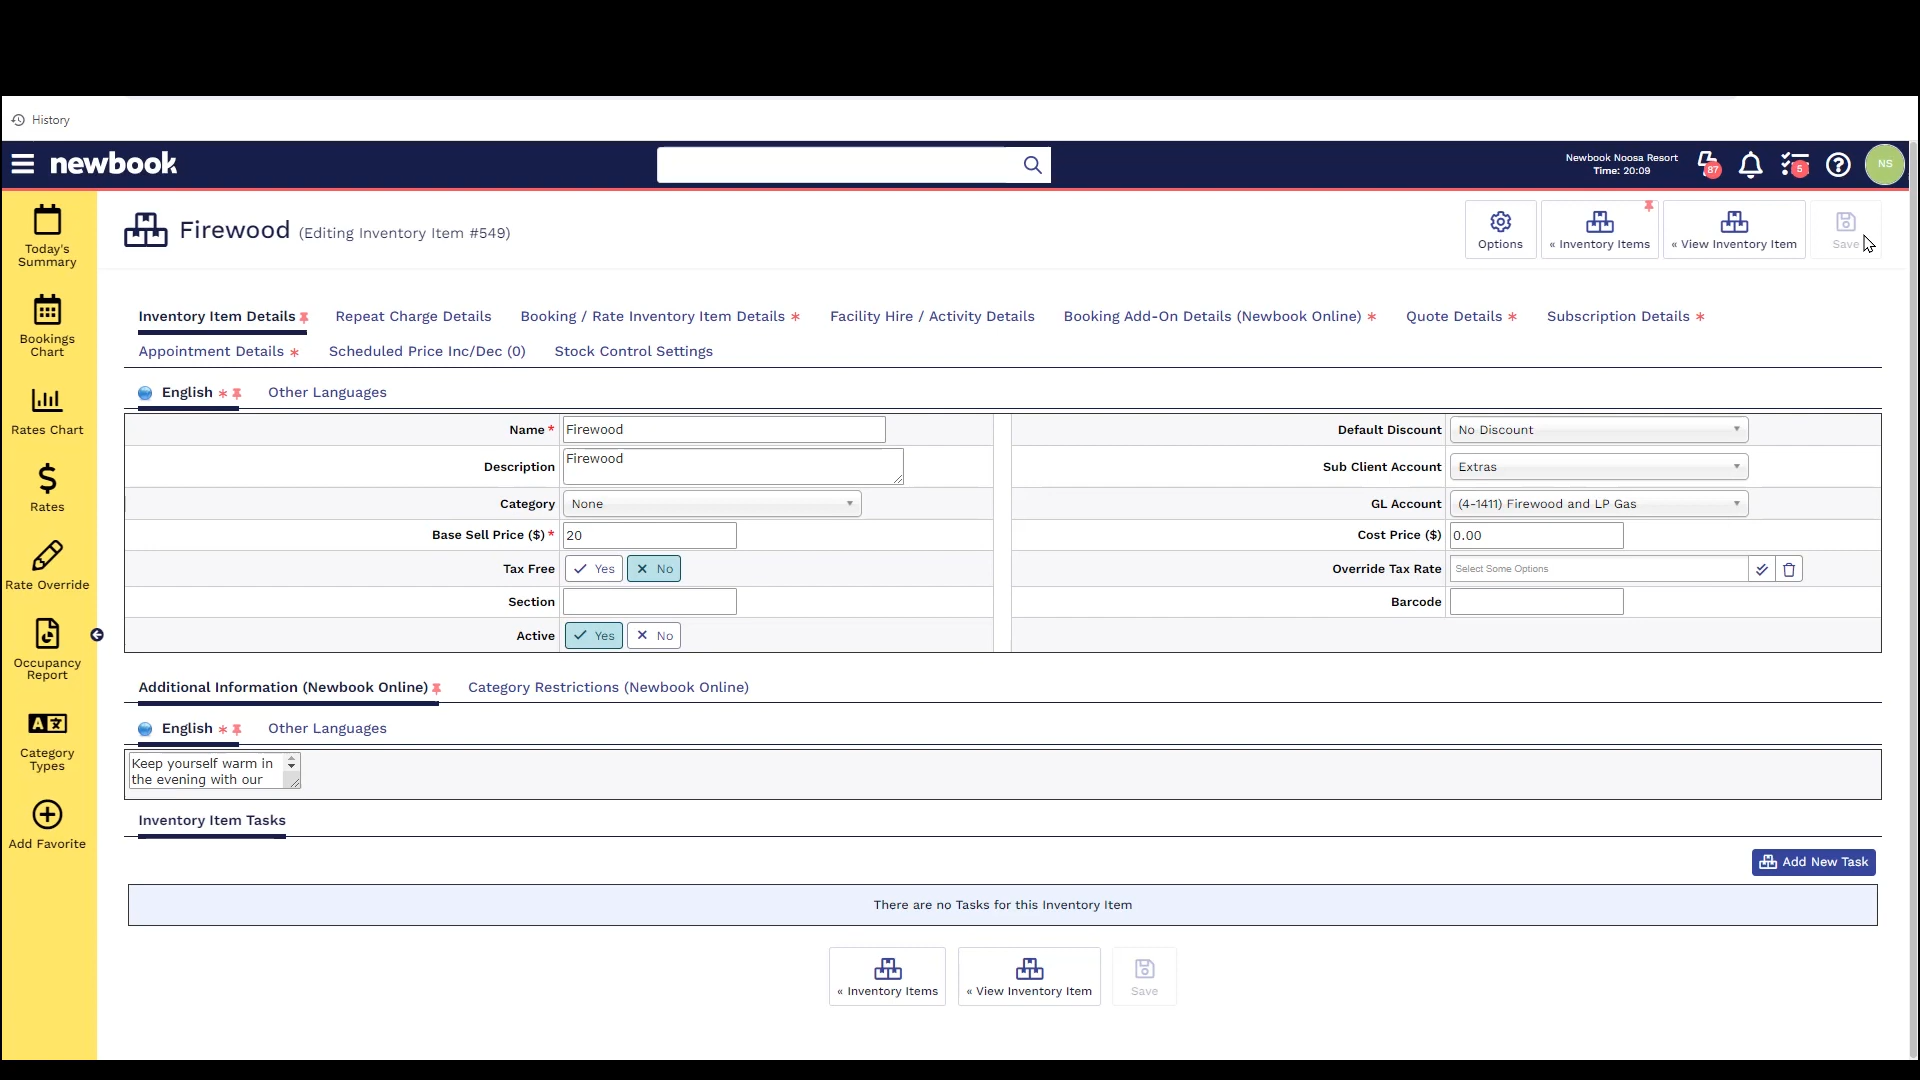 History
newbook
Newbook Noosa Resort
Time: 20:09
87
5
NS
Today's
Summary
Bookings
Chart
Rates Chart
Rates
Rate Override
Occupancy
Report
Category
Types
Add Favorite
Firewood (Editing Inventory Item #549)
Options
« Inventory Items
« View Inventory Item
Save
Inventory Item Details
Repeat Charge Details
Booking / Rate Inventory Item Details *
Facility Hire / Activity Details
Booking Add-On Details (Newbook Online) *
Quote Details *
Subscription Details *
Appointment Details *
Scheduled Price Inc/Dec (0)
Stock Control Settings
English *
Other Languages
Name * Firewood
Default Discount No Discount
Description Firewood
Sub Client Account Extras
Category None
GL Account (4-1411) Firewood and LP Gas
Base Sell Price ($) * 20
Cost Price ($) 0.00
Tax Free Yes No
Override Tax Rate Select Some Options
Section
Barcode
Active Yes No
Additional Information (Newbook Online)
Category Restrictions (Newbook Online)
English *
Other Languages
Keep yourself warm in
the evening with our
Inventory Item Tasks
Add New Task
There are no Tasks for this Inventory Item
« Inventory Items
« View Inventory Item
Save